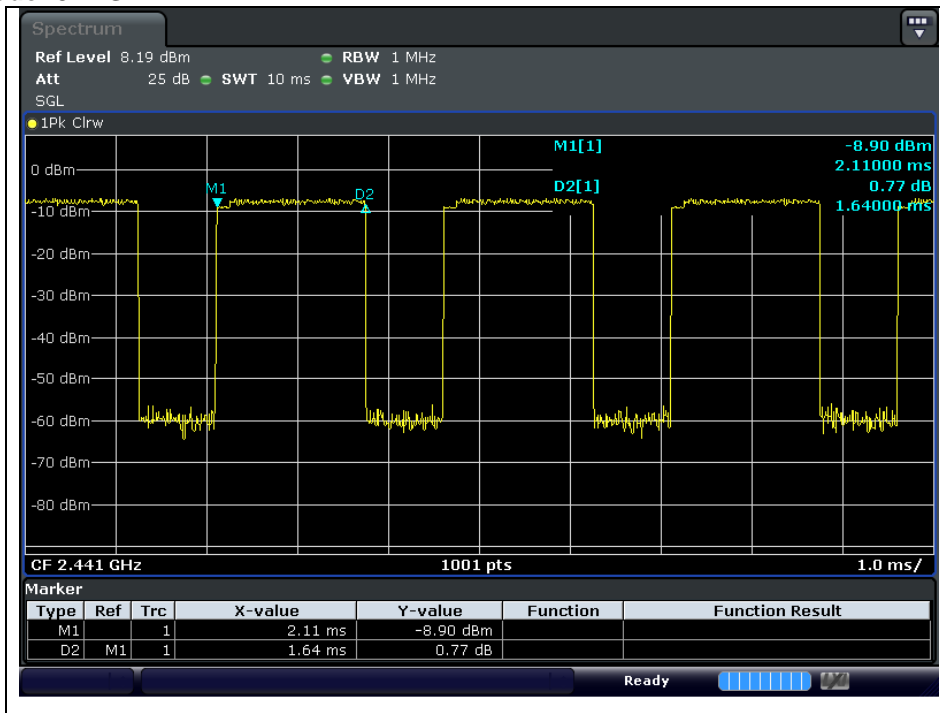 Spectrum
Ref Level 8.19 dBm RBW 1 MHz
Att 25 dB SWT 10 ms VBW 1 MHz
SGL
1Pk Clrw
M1[1] -8.90 dBm
2.11000 ms
D2[1] 0.77 dB
1.64000 ms
M1
D2
0 dBm
-10 dBm
-20 dBm
-30 dBm
-40 dBm
-50 dBm
-60 dBm
-70 dBm
-80 dBm
CF 2.441 GHz 1001 pts 1.0 ms/
Marker
Type Ref Trc X-value Y-value Function Function Result
M1 1 2.11 ms -8.90 dBm
D2 M1 1 1.64 ms 0.77 dB
Ready